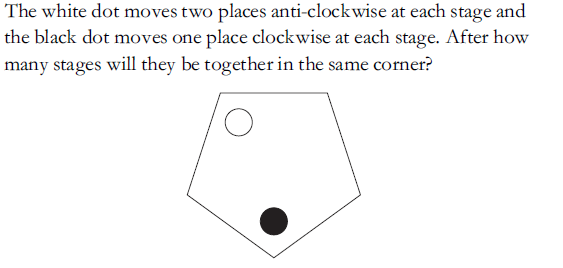 The white dot moves two places anti-clockwise at each stage and
the black dot moves one place clockwise at each stage. After how
many stages will they be together in the same corner?